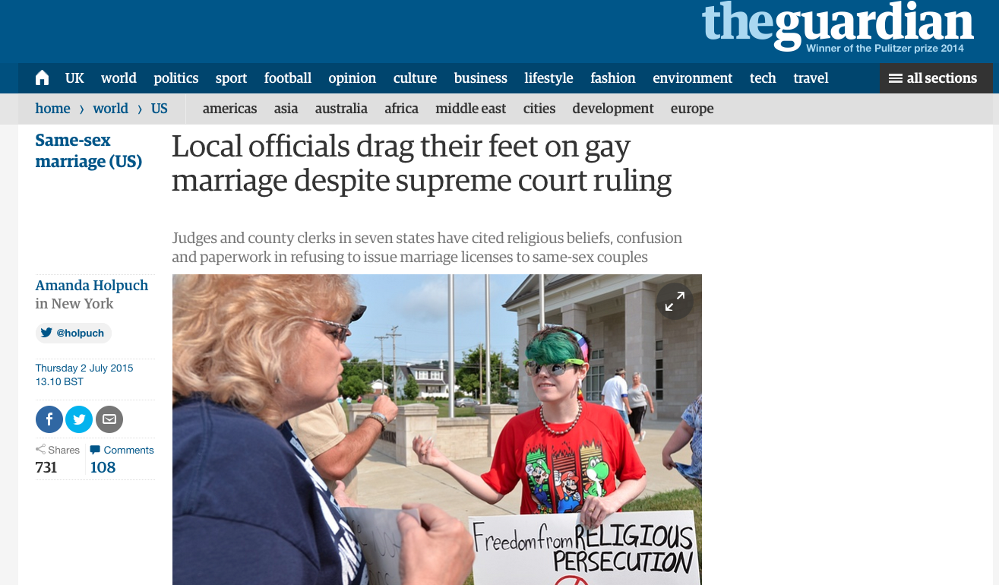 theguardian
Winner of the Pulitzer prize 2014
UK world politics sport football opinion culture business lifestyle fashion environment tech travel all sections
home › world › US americas asia australia africa middle east cities development europe
Same-sex
marriage (US)
Local officials drag their feet on gay
marriage despite supreme court ruling
Judges and county clerks in seven states have cited religious beliefs, confusion
and paperwork in refusing to issue marriage licenses to same-sex couples
Amanda Holpuch
in New York
@holpuch
Thursday 2 July 2015
13.10 BST
Shares Comments
731 108
Freedom from RELIGIOUS
PERSECUTION